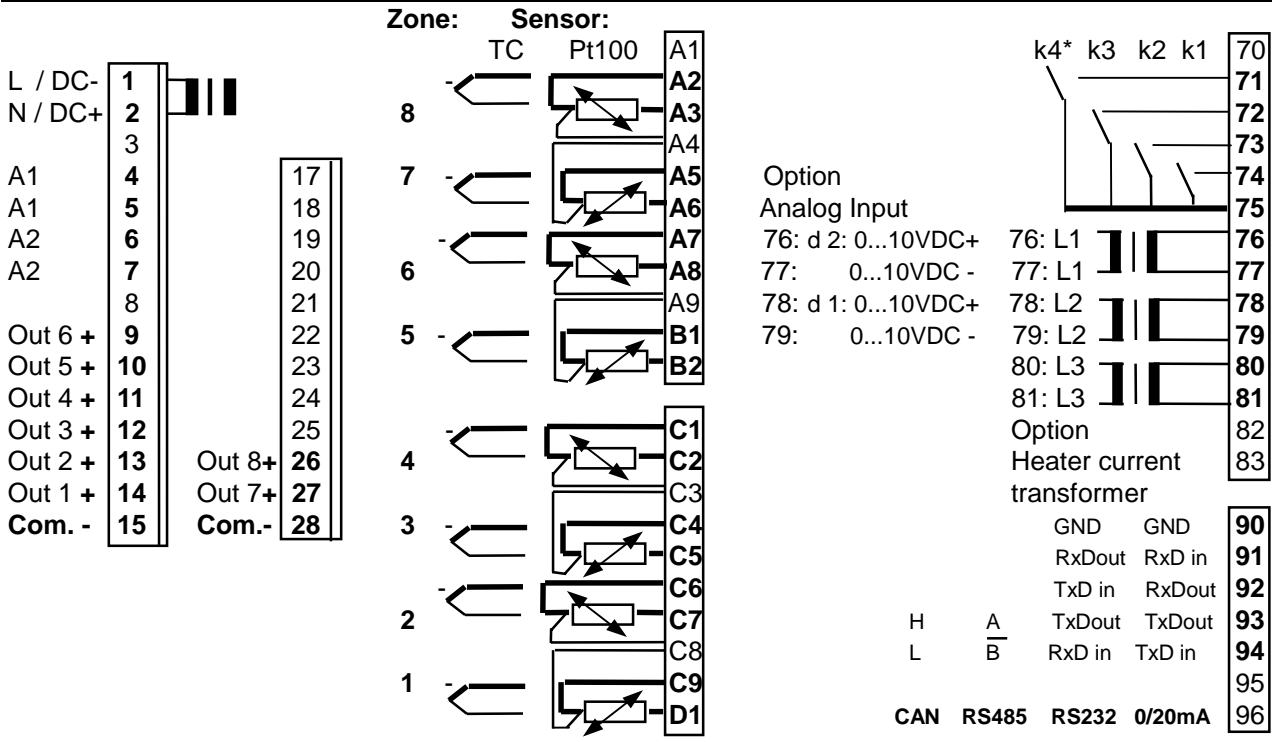 Zone: Sensor:
TC Pt100 A1
L / DC- 1
N / DC+ 2
3
A1 4
A1 5
A2 6
A2 7
8
Out 6 + 9
Out 5 + 10
Out 4 + 11
Out 3 + 12
Out 2 + 13
Out 1 + 14
Com. - 15
17
18
19
20
21
22
23
24
25
Out 8+ 26
Out 7+ 27
Com.- 28
- A2
8 A3
A4
7 - A5
A6
- A7
6 A8
A9
5 - B1
B2
- C1
4 C2
C3
3 - C4
C5
- C6
2 C7
C8
1 - C9
D1
k4* k3 k2 k1 70
71
72
73
74
75
Option
Analog Input
76: d 2: 0...10VDC+
77: 0...10VDC -
78: d 1: 0...10VDC+
79: 0...10VDC -
76: L1 76
77: L1 77
78: L2 78
79: L2 79
80: L3 80
81: L3 81
Option 82
Heater current 83
transformer
GND GND 90
RxDout RxD in 91
TxD in RxDout 92
H A TxDout TxDout 93
L B RxD in TxD in 94
95
CAN RS485 RS232 0/20mA 96